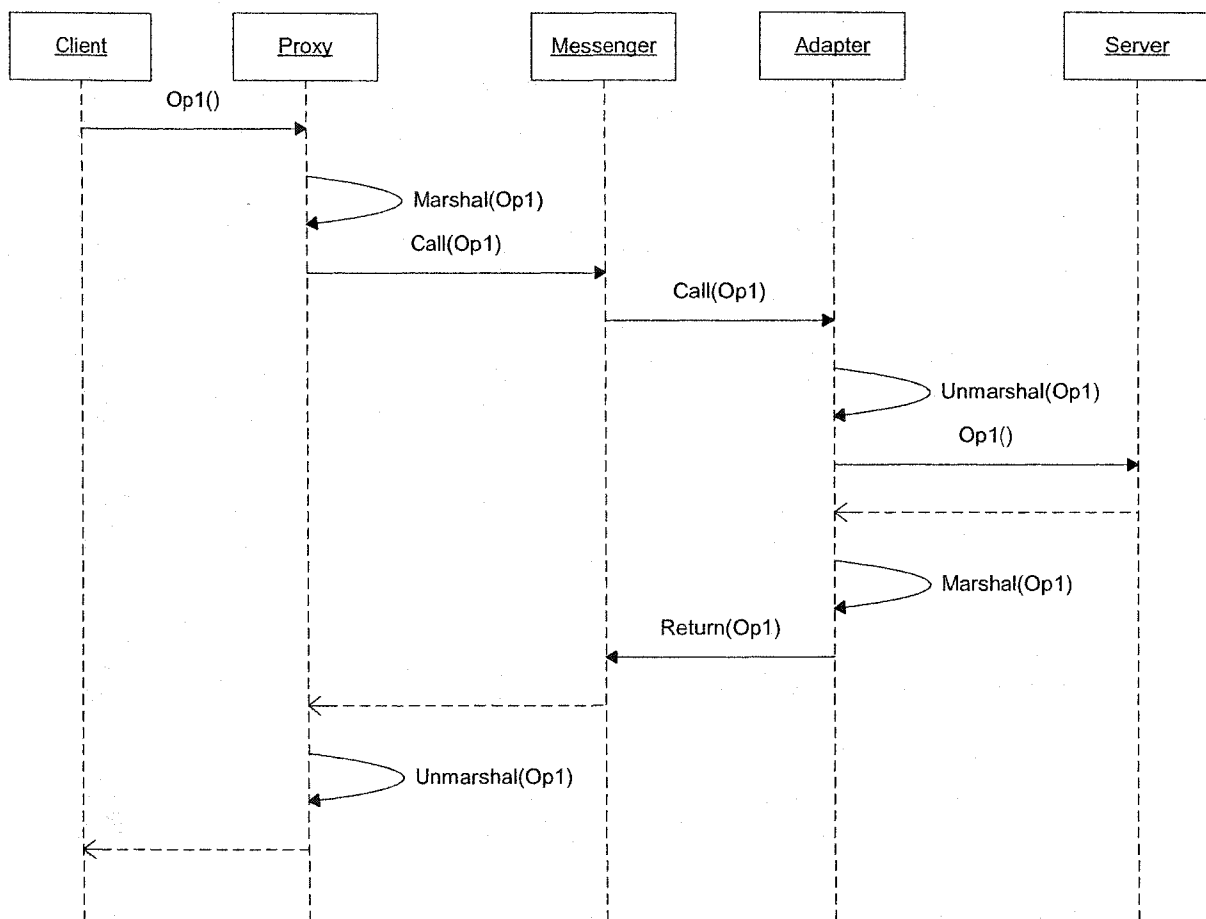 Client
Proxy
Messenger
Adapter
Server
Op1()
Marshal(Op1)
Call(Op1)
Call(Op1)
Unmarshal(Op1)
Op1()
Marshal(Op1)
Return(Op1)
Unmarshal(Op1)